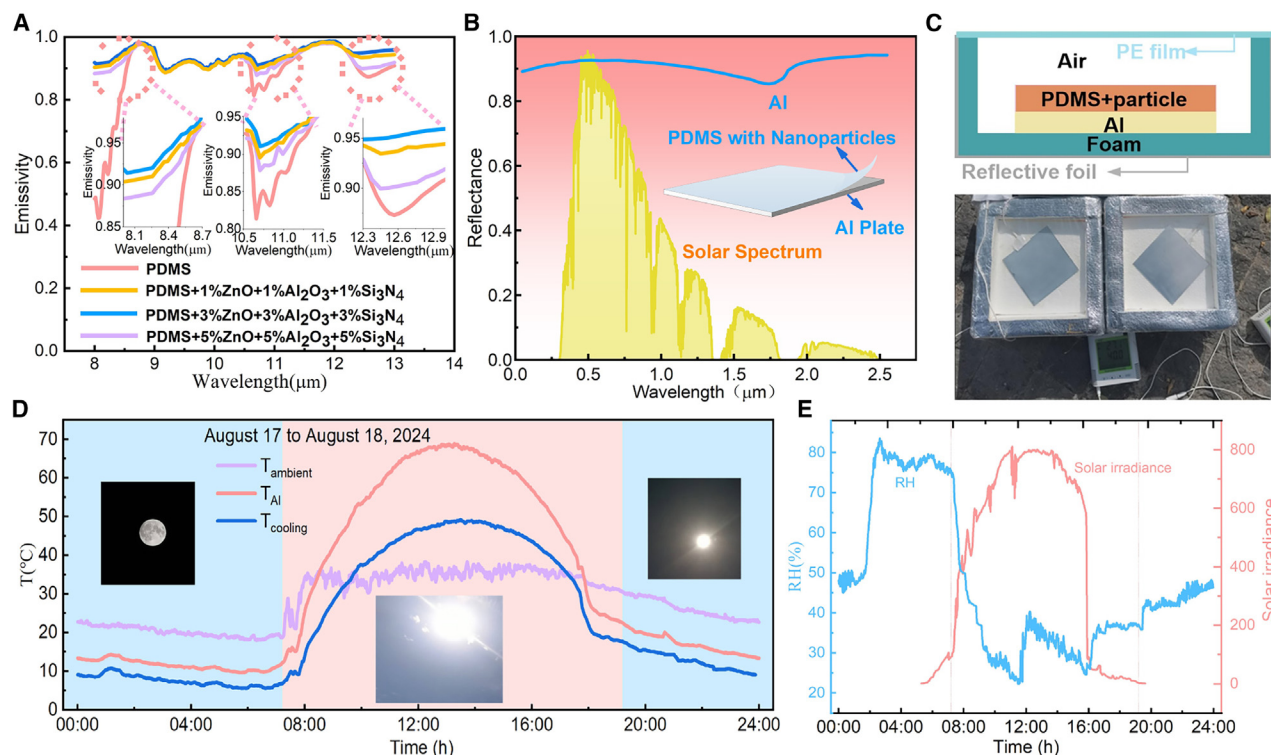 A
1.0
0.8
0.6
0.4
0.2
0.0
Emissivity
0.95
0.90
0.85
Emissivity
8.1 8.4 8.7
Wavelength(μm)
0.95
0.90
0.85
0.80
Emissivity
10.5 11.0 11.5
Wavelength(μm)
0.95
0.90
Emissivity
12.3 12.6 12.9
Wavelength(μm)
PDMS
PDMS+1%ZnO+1%Al₂O₃+1%Si₃N₄
PDMS+3%ZnO+3%Al₂O₃+3%Si₃N₄
PDMS+5%ZnO+5%Al₂O₃+5%Si₃N₄
8 9 10 11 12 13 14
Wavelength(μm)
B
1.0
0.8
0.6
0.4
0.2
0
Reflectance
Al
PDMS with Nanoparticles
Al Plate
Solar Spectrum
0.0 0.5 1.0 1.5 2.0 2.5
Wavelength (μm)
C
PE film
Air
PDMS+particle
Al
Foam
Reflective foil
D
70
60
50
40
30
20
10
0
T(℃)
August 17 to August 18, 2024
T_ambient
T_Al
T_cooling
00:00 04:00 08:00 12:00 16:00 20:00 24:00
Time (h)
E
80
70
60
50
40
30
20
RH(%)
RH
Solar irradiance
800
600
400
200
0
Solar irradiance
00:00 04:00 08:00 12:00 16:00 20:00 24:00
Time (h)